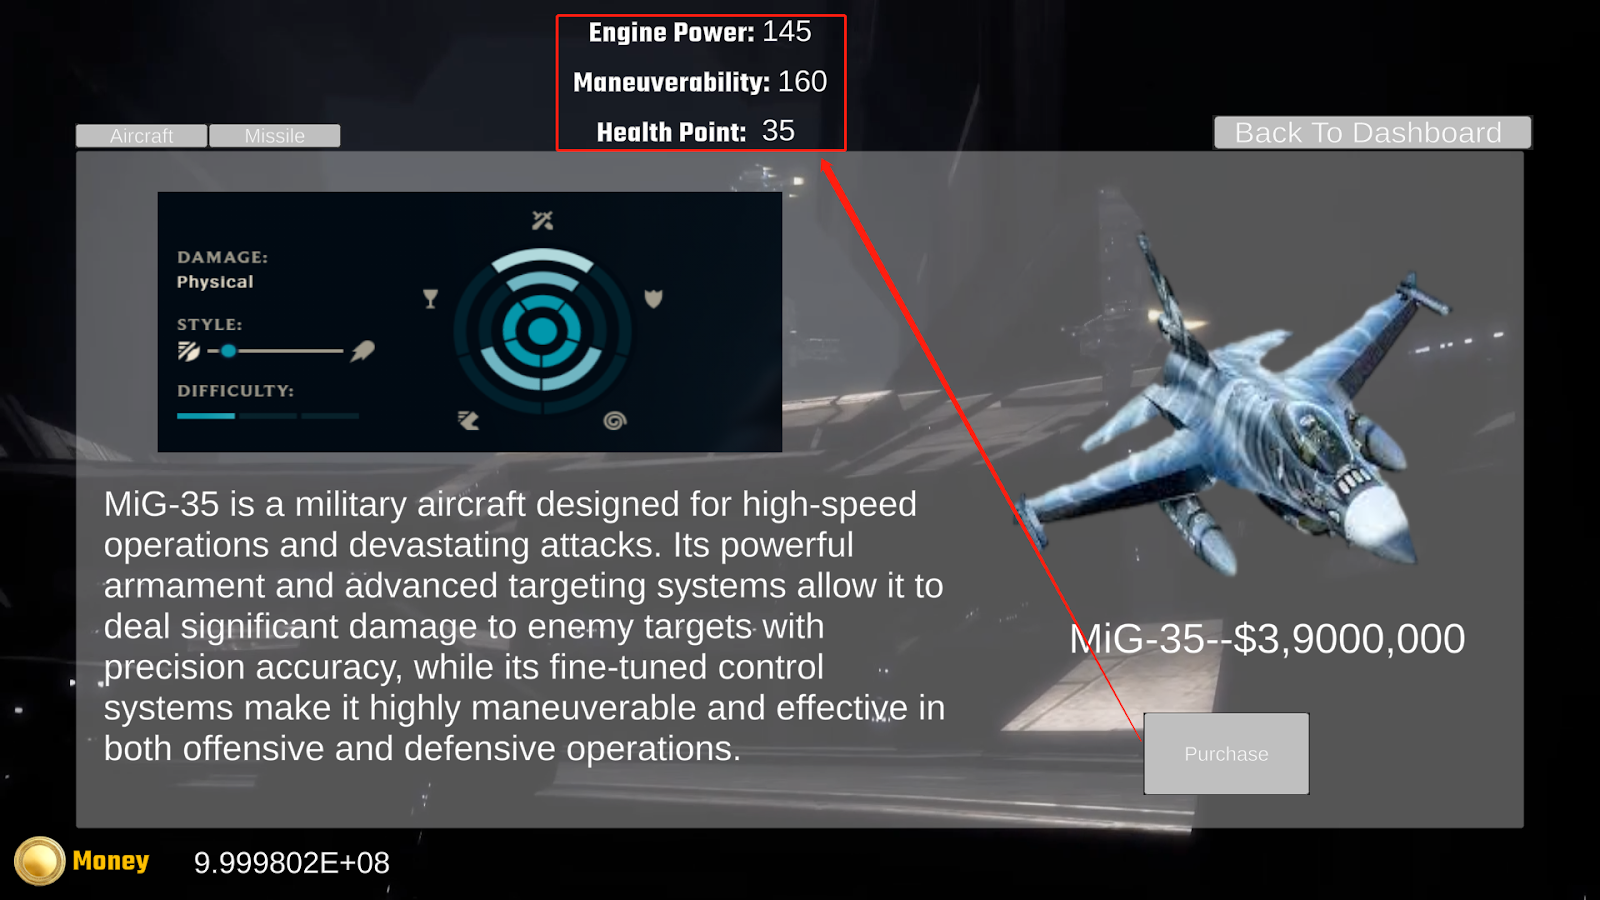 Engine Power: 145
Maneuverability: 160
Health Point: 35
Aircraft
Missile
Back To Dashboard
DAMAGE:
Physical
STYLE:
DIFFICULTY:
MiG-35 is a military aircraft designed for high-speed
operations and devastating attacks. Its powerful
armament and advanced targeting systems allow it to
deal significant damage to enemy targets with
precision accuracy, while its fine-tuned control
systems make it highly maneuverable and effective in
both offensive and defensive operations.
MiG-35--$3,9000,000
Purchase
Money 9.999802E+08